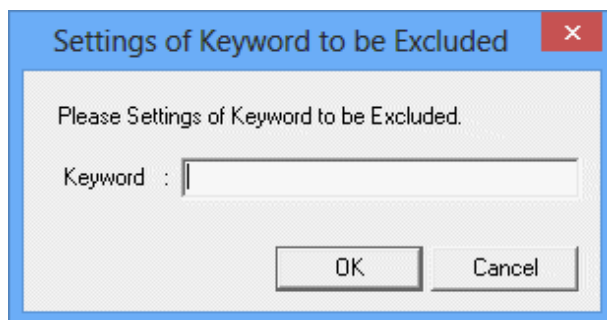 Settings of Keyword to be Excluded
Please Settings of Keyword to be Excluded.
Keyword :
OK Cancel